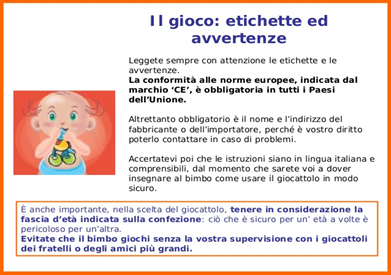 Il gioco: etichette ed
avvertenze
Leggete sempre con attenzione le etichette e le
avvertenze.
La conformità alle norme europee, indicata dal
marchio ‘CE’, è obbligatoria in tutti i Paesi
dell’Unione.
Altrettanto obbligatorio è il nome e l’indirizzo del
fabbricante o dell’importatore, perché è vostro diritto
poterlo contattare in caso di problemi.
Accertatevi poi che le istruzioni siano in lingua italiana e
comprensibili, dal momento che sarete voi a dover
insegnare al bimbo come usare il giocattolo in modo
sicuro.
È anche importante, nella scelta del giocattolo, tenere in considerazione la
fascia d’età indicata sulla confezione: ciò che è sicuro per un’ età a volte è
pericoloso per un’altra.
Evitate che il bimbo giochi senza la vostra supervisione con i giocattoli
dei fratelli o degli amici più grandi.